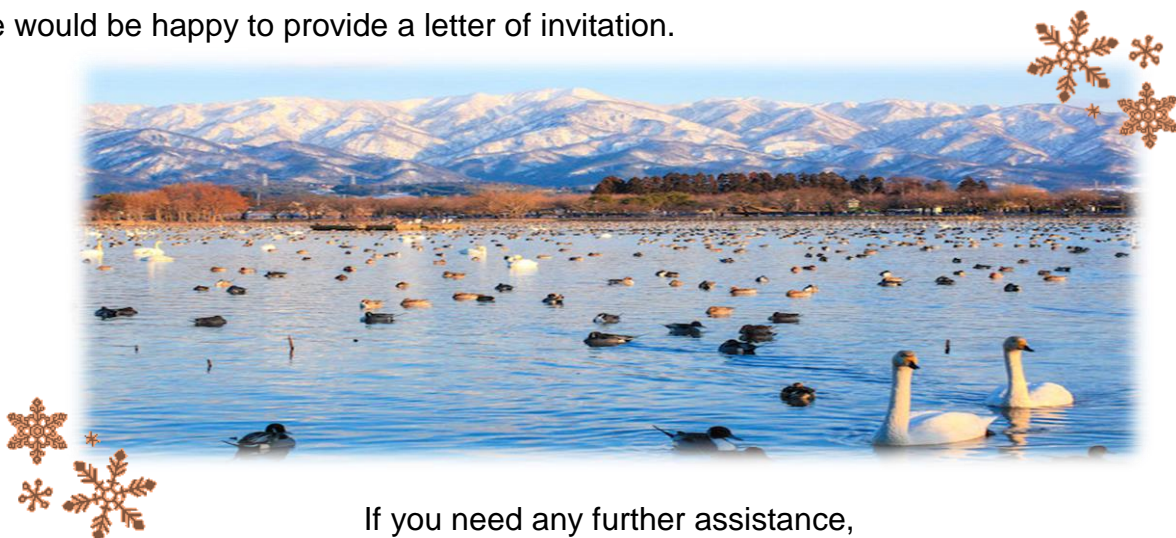 would be happy to provide a letter of invitation.
If you need any further assistance,